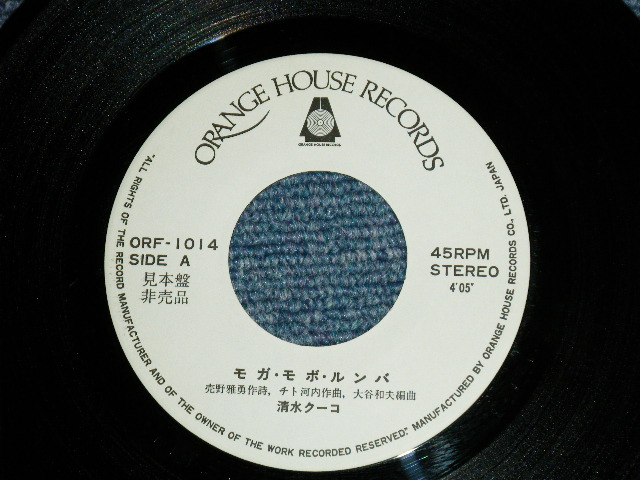 ORANGE HOUSE RECORDS
ORANGE HOUSE RECORDS
ORF-1014
SIDE A
見本盤
非売品
45RPM
STEREO
4'05"
モガ・モボ・ルンバ
売野雅勇作詩, チト河内作曲, 大谷和夫編曲
清水クーコ
"ALL RIGHTS OF THE RECORD MANUFACTURER AND OF THE OWNER OF THE WORK RECORDED RESERVED." MANUFACTURED BY ORANGE HOUSE RECORDS CO., LTD. JAPAN